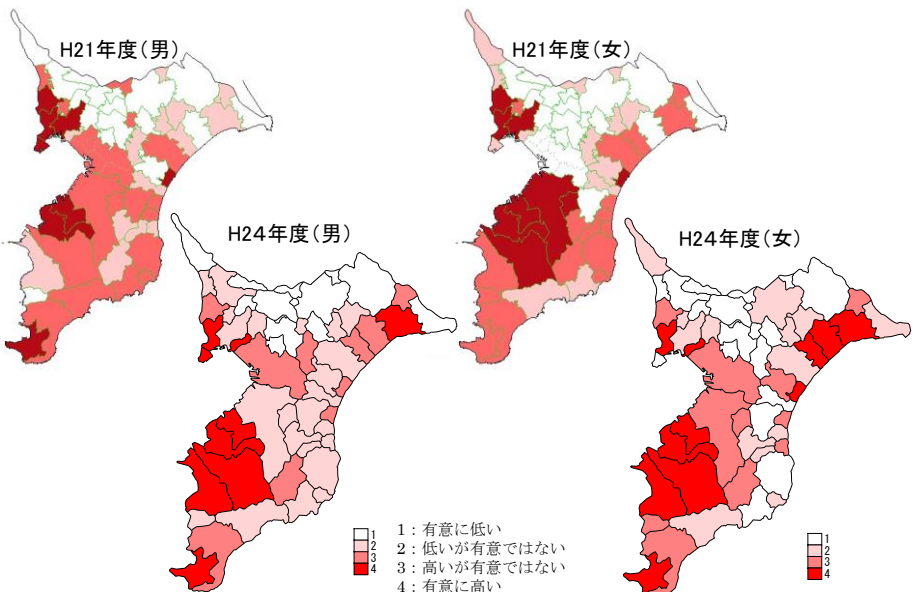 H21年度(男)
H21年度(女)
H24年度(男)
H24年度(女)
1
2
3
4
1：有意に低い
2：低いが有意ではない
3：高いが有意ではない
4：有意に高い
1
2
3
4